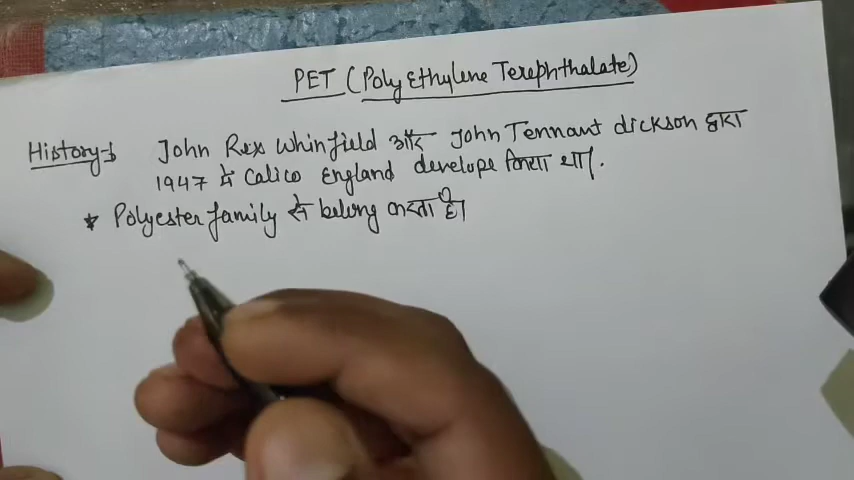 PET (Poly Ethylene Terephthalate)
History:- John Rex Whinfield और John Tennant dickson द्वारा
1947 में Calico England develope किया था।
* Polyester family से belong करता है।